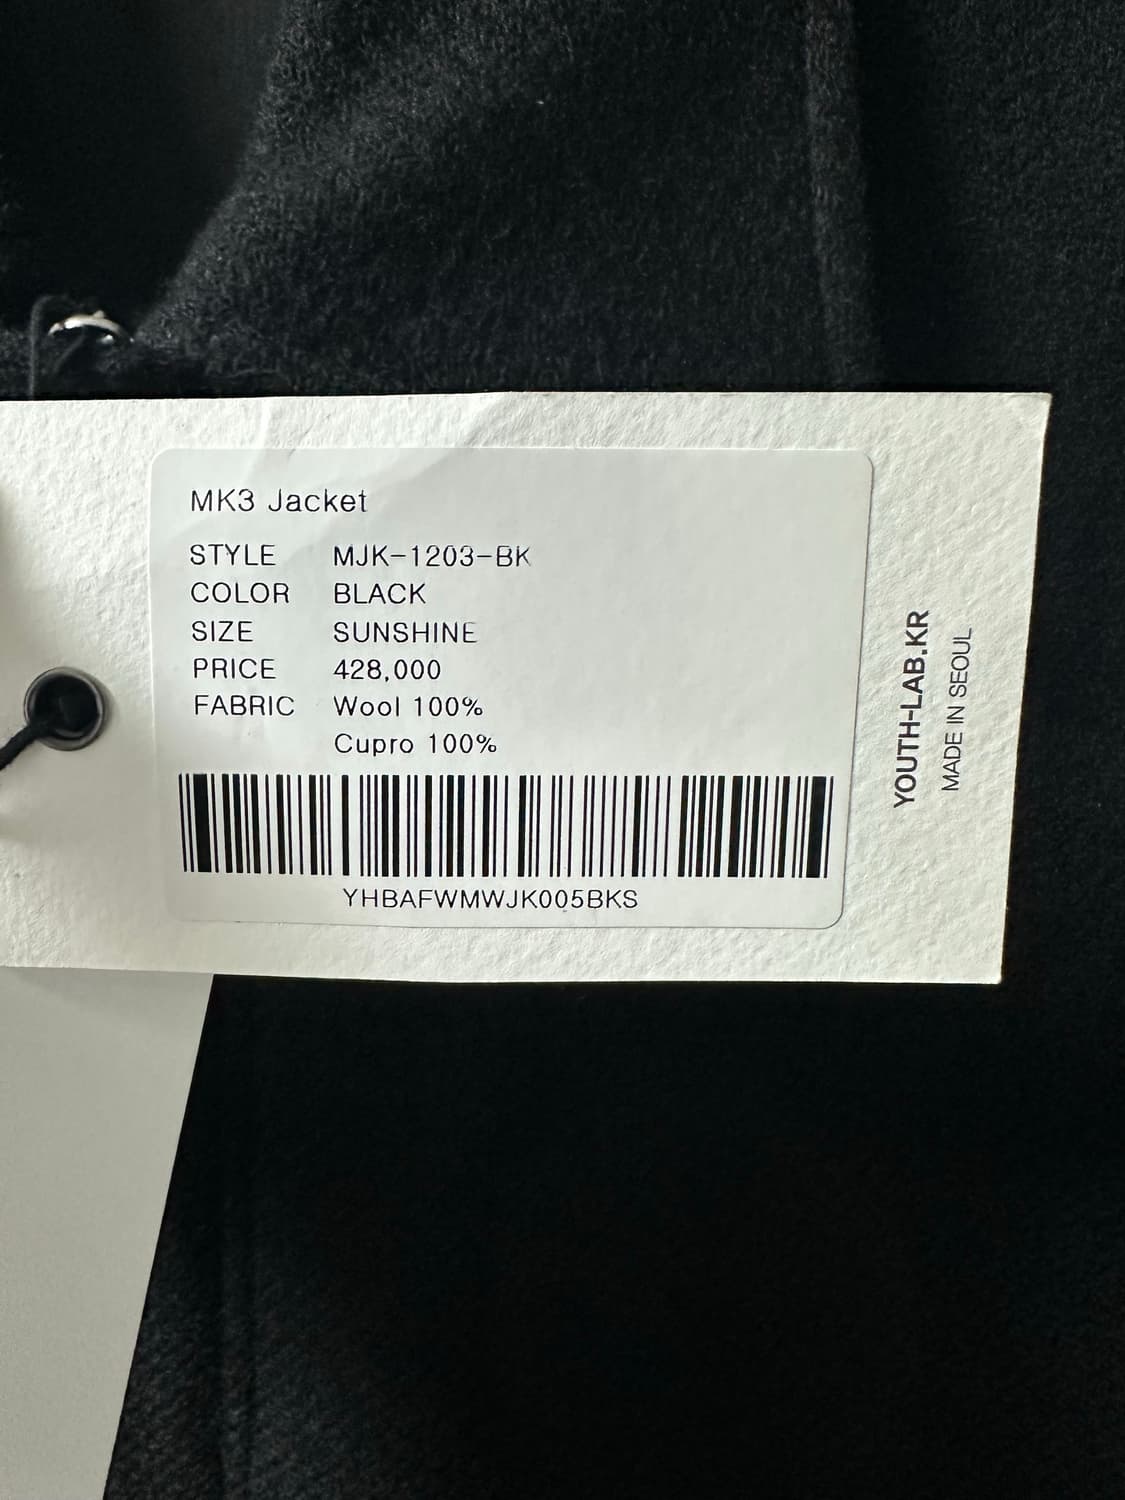 MK3 Jacket
STYLE MJK-1203-BK
COLOR BLACK
SIZE SUNSHINE
PRICE 428,000
FABRIC Wool 100%
Cupro 100%
YHBAFWMWJK005BKS
YOUTH-LAB.KR
MADE IN SEOUL